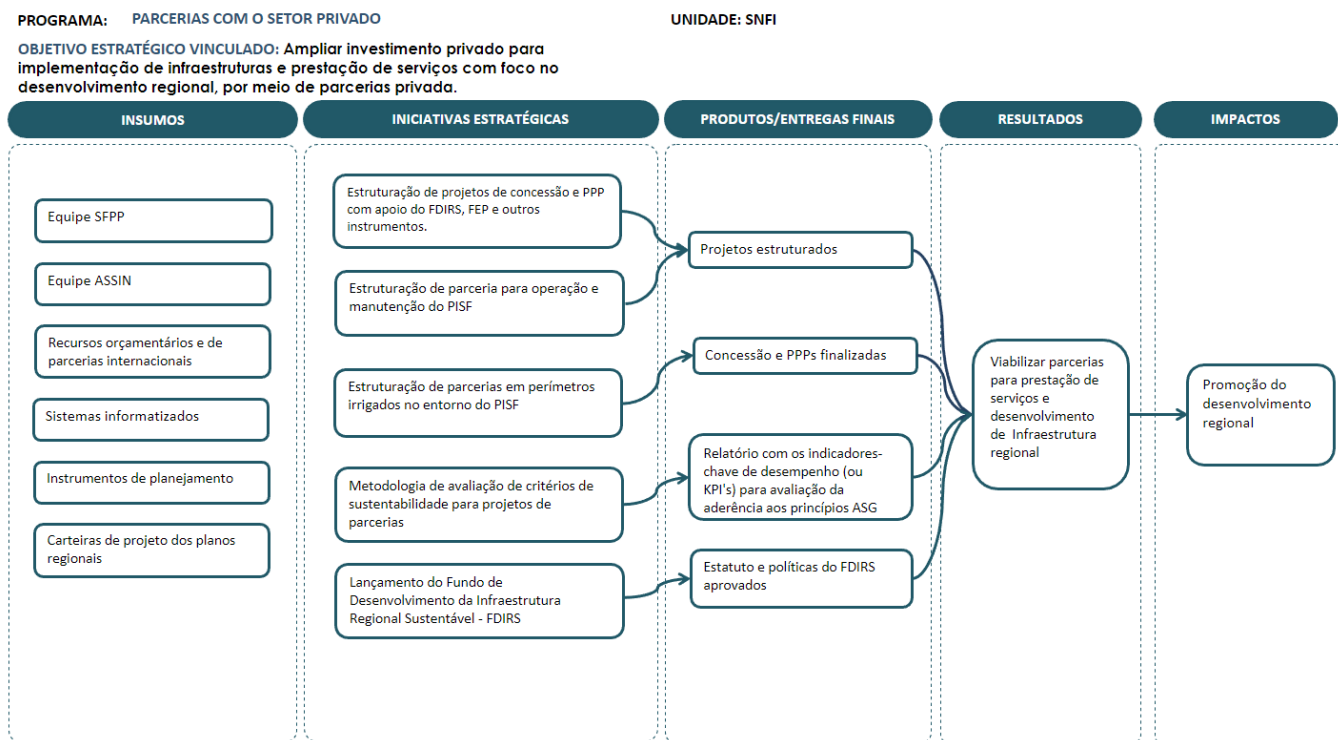 PROGRAMA: PARCERIAS COM O SETOR PRIVADO
UNIDADE: SNFI
OBJETIVO ESTRATÉGICO VINCULADO: Ampliar investimento privado para
implementação de infraestruturas e prestação de serviços com foco no
desenvolvimento regional, por meio de parcerias privada.
INSUMOS
INICIATIVAS ESTRATÉGICAS
PRODUTOS/ENTREGAS FINAIS
RESULTADOS
IMPACTOS
Equipe SFPP
Equipe ASSIN
Recursos orçamentários e de
parcerias internacionais
Sistemas informatizados
Instrumentos de planejamento
Carteiras de projeto dos planos
regionais
Estruturação de projetos de concessão e PPP
com apoio do FDIRS, FEP e outros
instrumentos.
Estruturação de parceria para operação e
manutenção do PISF
Estruturação de parcerias em perímetros
irrigados no entorno do PISF
Metodologia de avaliação de critérios de
sustentabilidade para projetos de
parcerias
Lançamento do Fundo de
Desenvolvimento da Infraestrutura
Regional Sustentável - FDIRS
Projetos estruturados
Concessão e PPPs finalizadas
Relatório com os indicadores-
chave de desempenho (ou
KPI's) para avaliação da
aderência aos princípios ASG
Estatuto e políticas do FDIRS
aprovados
Viabilizar parcerias
para prestação de
serviços e
desenvolvimento
de Infraestrutura
regional
Promoção do
desenvolvimento
regional